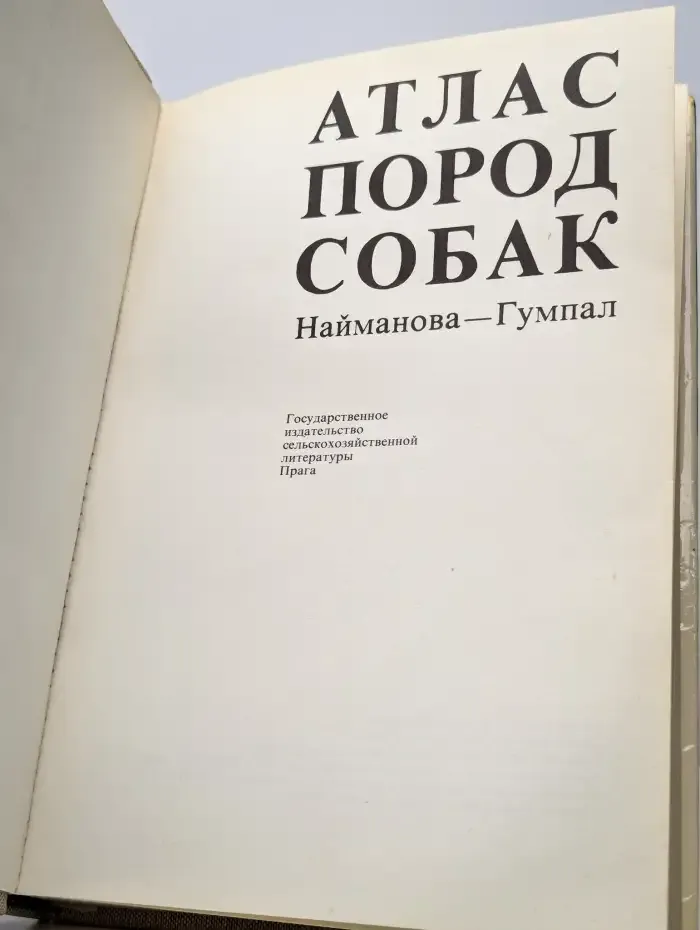 АТЛАС
ПОРОД
СОБАК
Найманова—Гумпал
Государственное
издательство
сельскохозяйственной
литературы
Прага